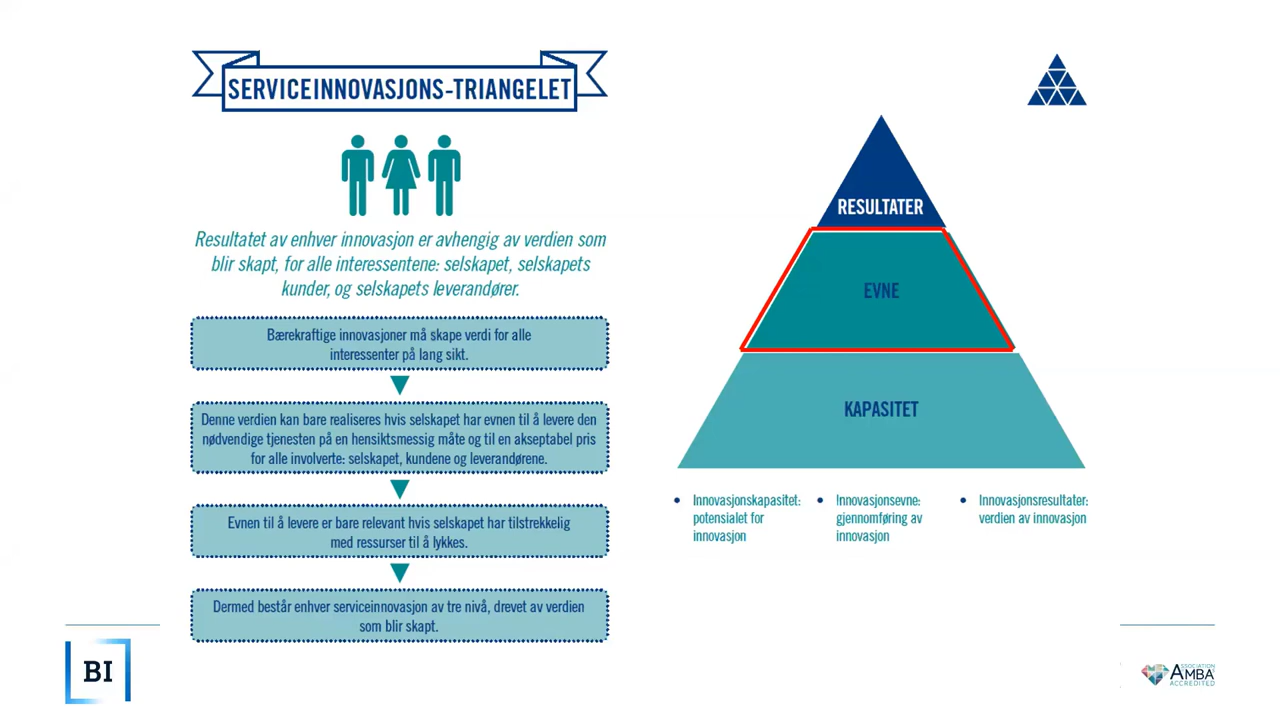 SERVICEINNOVASJONS-TRIANGELET
Resultatet av enhver innovasjon er avhengig av verdien som
blir skapt, for alle interessentene: selskapet, selskapets
kunder, og selskapets leverandører.
Bærekraftige innovasjoner må skape verdi for alle
interessenter på lang sikt.
Denne verdien kan bare realiseres hvis selskapet har evnen til å levere den
nødvendige tjenesten på en hensiktsmessig måte og til en akseptabel pris
for alle involverte: selskapet, kundene og leverandørene.
Evnen til å levere er bare relevant hvis selskapet har tilstrekkelig
med ressurser til å lykkes.
Dermed består enhver serviceinnovasjon av tre nivå, drevet av verdien
som blir skapt.
RESULTATER
EVNE
KAPASITET
• Innovasjonskapasitet:
potensialet for
innovasjon
• Innovasjonsevne:
gjennomføring av
innovasjon
• Innovasjonsresultater:
verdien av innovasjon
BI
ASSOCIATION
AMBA
ACCREDITED